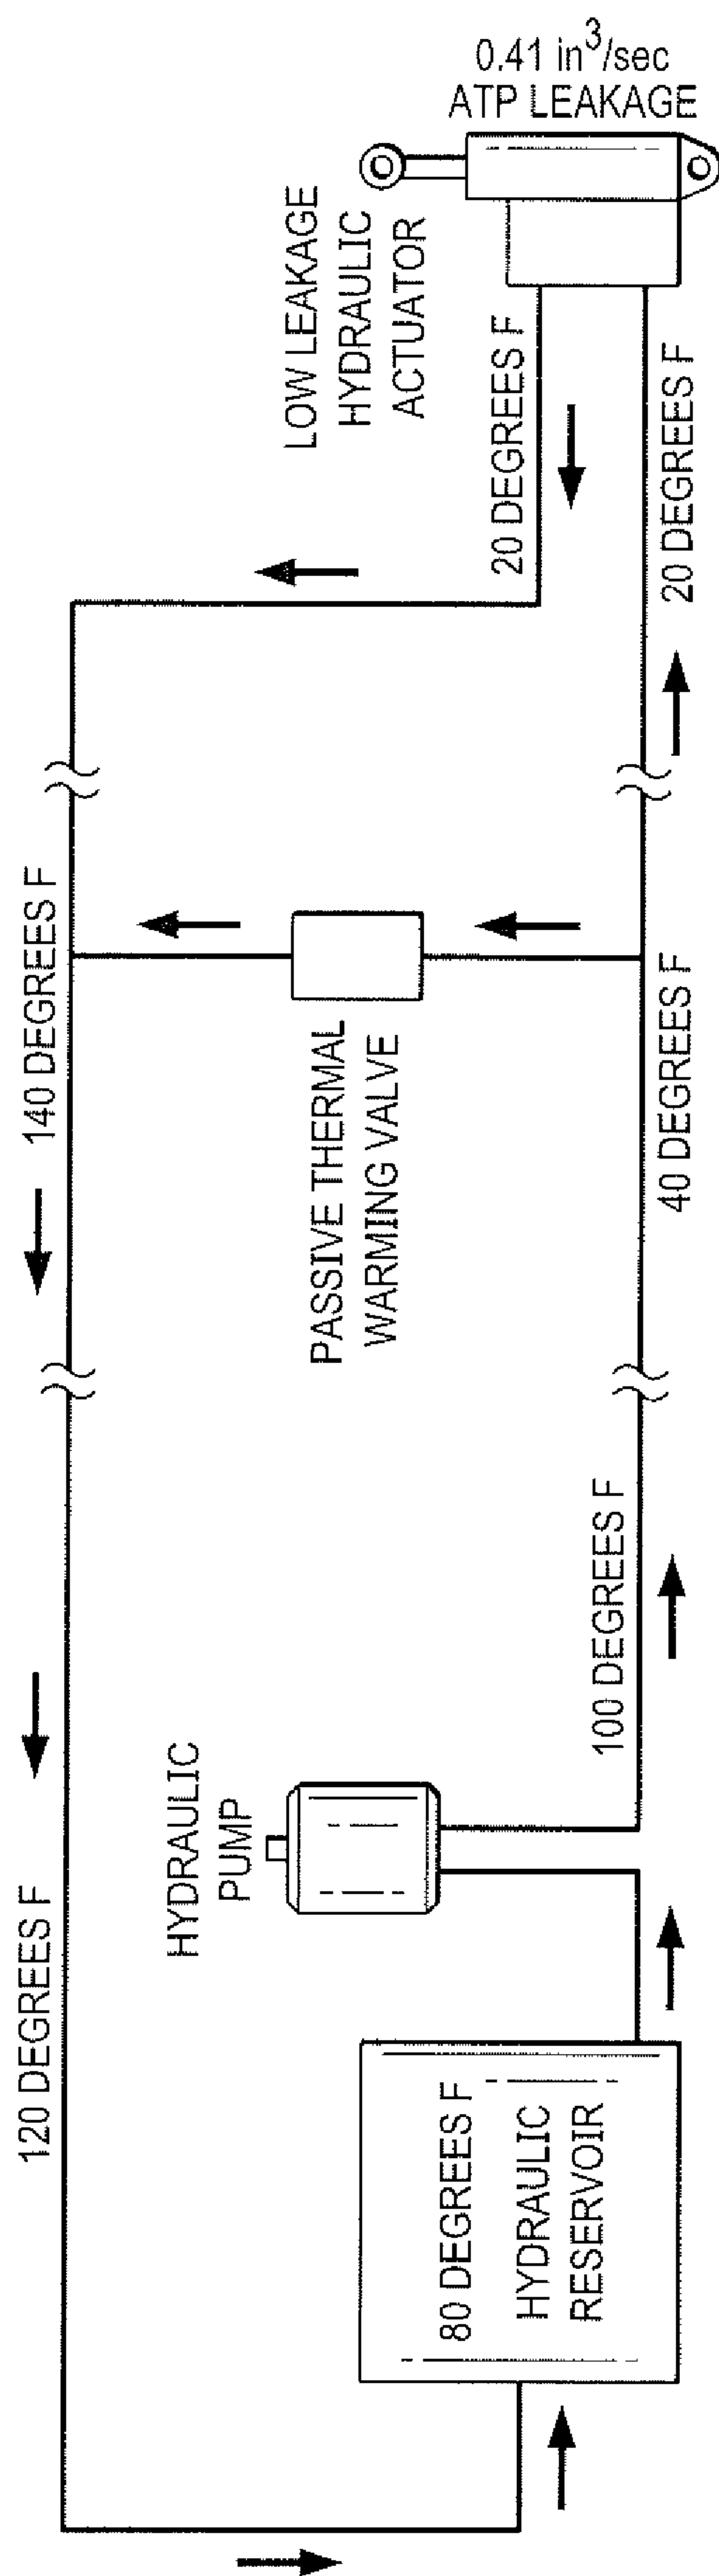 0.41 in³/sec
ATP LEAKAGE
LOW LEAKAGE
HYDRAULIC
ACTUATOR
20 DEGREES F
20 DEGREES F
140 DEGREES F
PASSIVE THERMAL
WARMING VALVE
40 DEGREES F
100 DEGREES F
HYDRAULIC
PUMP
120 DEGREES F
80 DEGREES F
HYDRAULIC
RESERVOIR